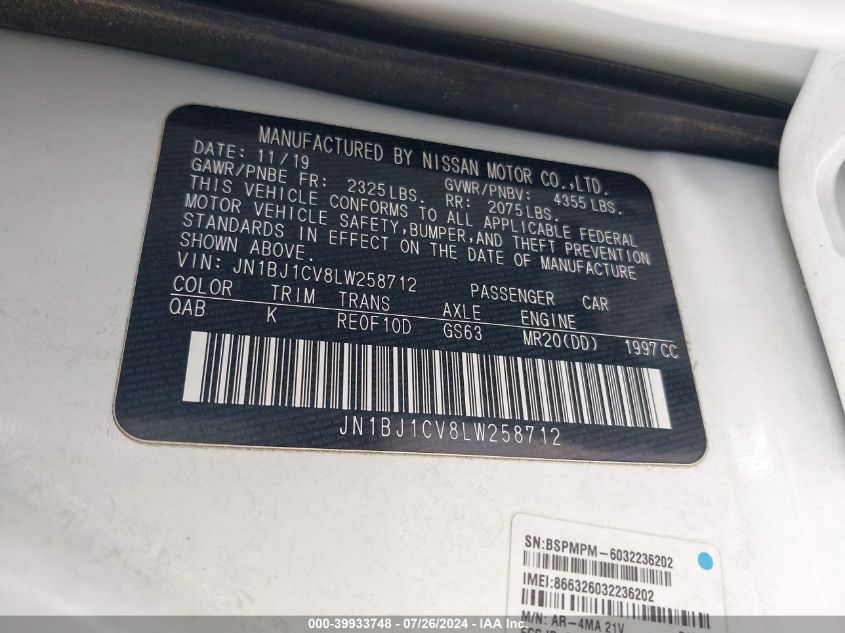 MANUFACTURED BY NISSAN MOTOR CO.,LTD.
DATE: 11/19
GAWR/PNBE FR: 2325 LBS. GVWR/PNBV: 4355 LBS.
RR: 2075 LBS.
THIS VEHICLE CONFORMS TO ALL APPLICABLE FEDERAL
MOTOR VEHICLE SAFETY, BUMPER, AND THEFT PREVENTION
STANDARDS IN EFFECT ON THE DATE OF MANUFACTURE
SHOWN ABOVE.
VIN: JN1BJ1CV8LW258712 PASSENGER CAR
COLOR TRIM TRANS AXLE ENGINE
QAB K RE0F10D GS63 MR20(DD) 1997CC
JN1BJ1CV8LW258712
SN:BSPMPM-6032236202
IMEI:866326032236202
M/N: AR-4MA 21V
000-39933748 - 07/26/2024 - IAAI.COM